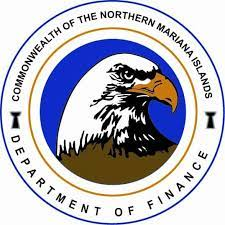 COMMONWEALTH OF THE NORTHERN MARIANA ISLANDS
DEPARTMENT OF FINANCE